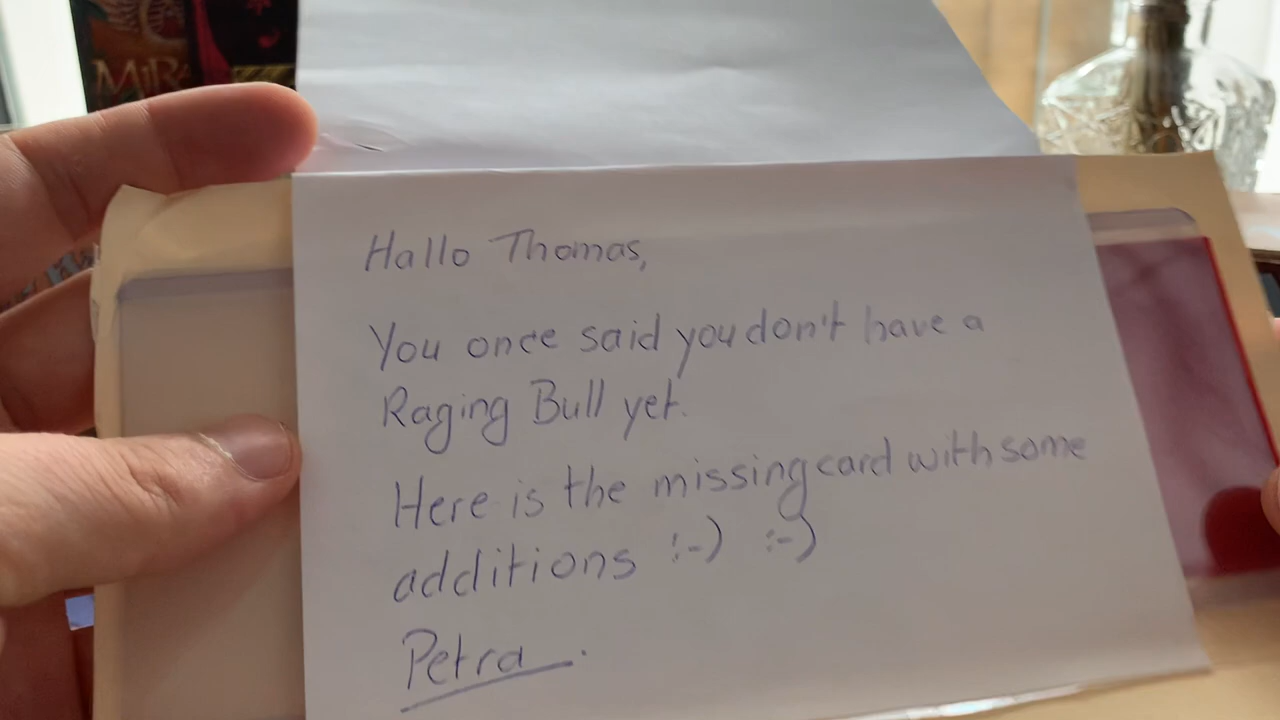 MIRA
Hallo Thomas,
You once said you don't have a
Raging Bull yet.
Here is the missing card with some
additions :-) :-)
Petra